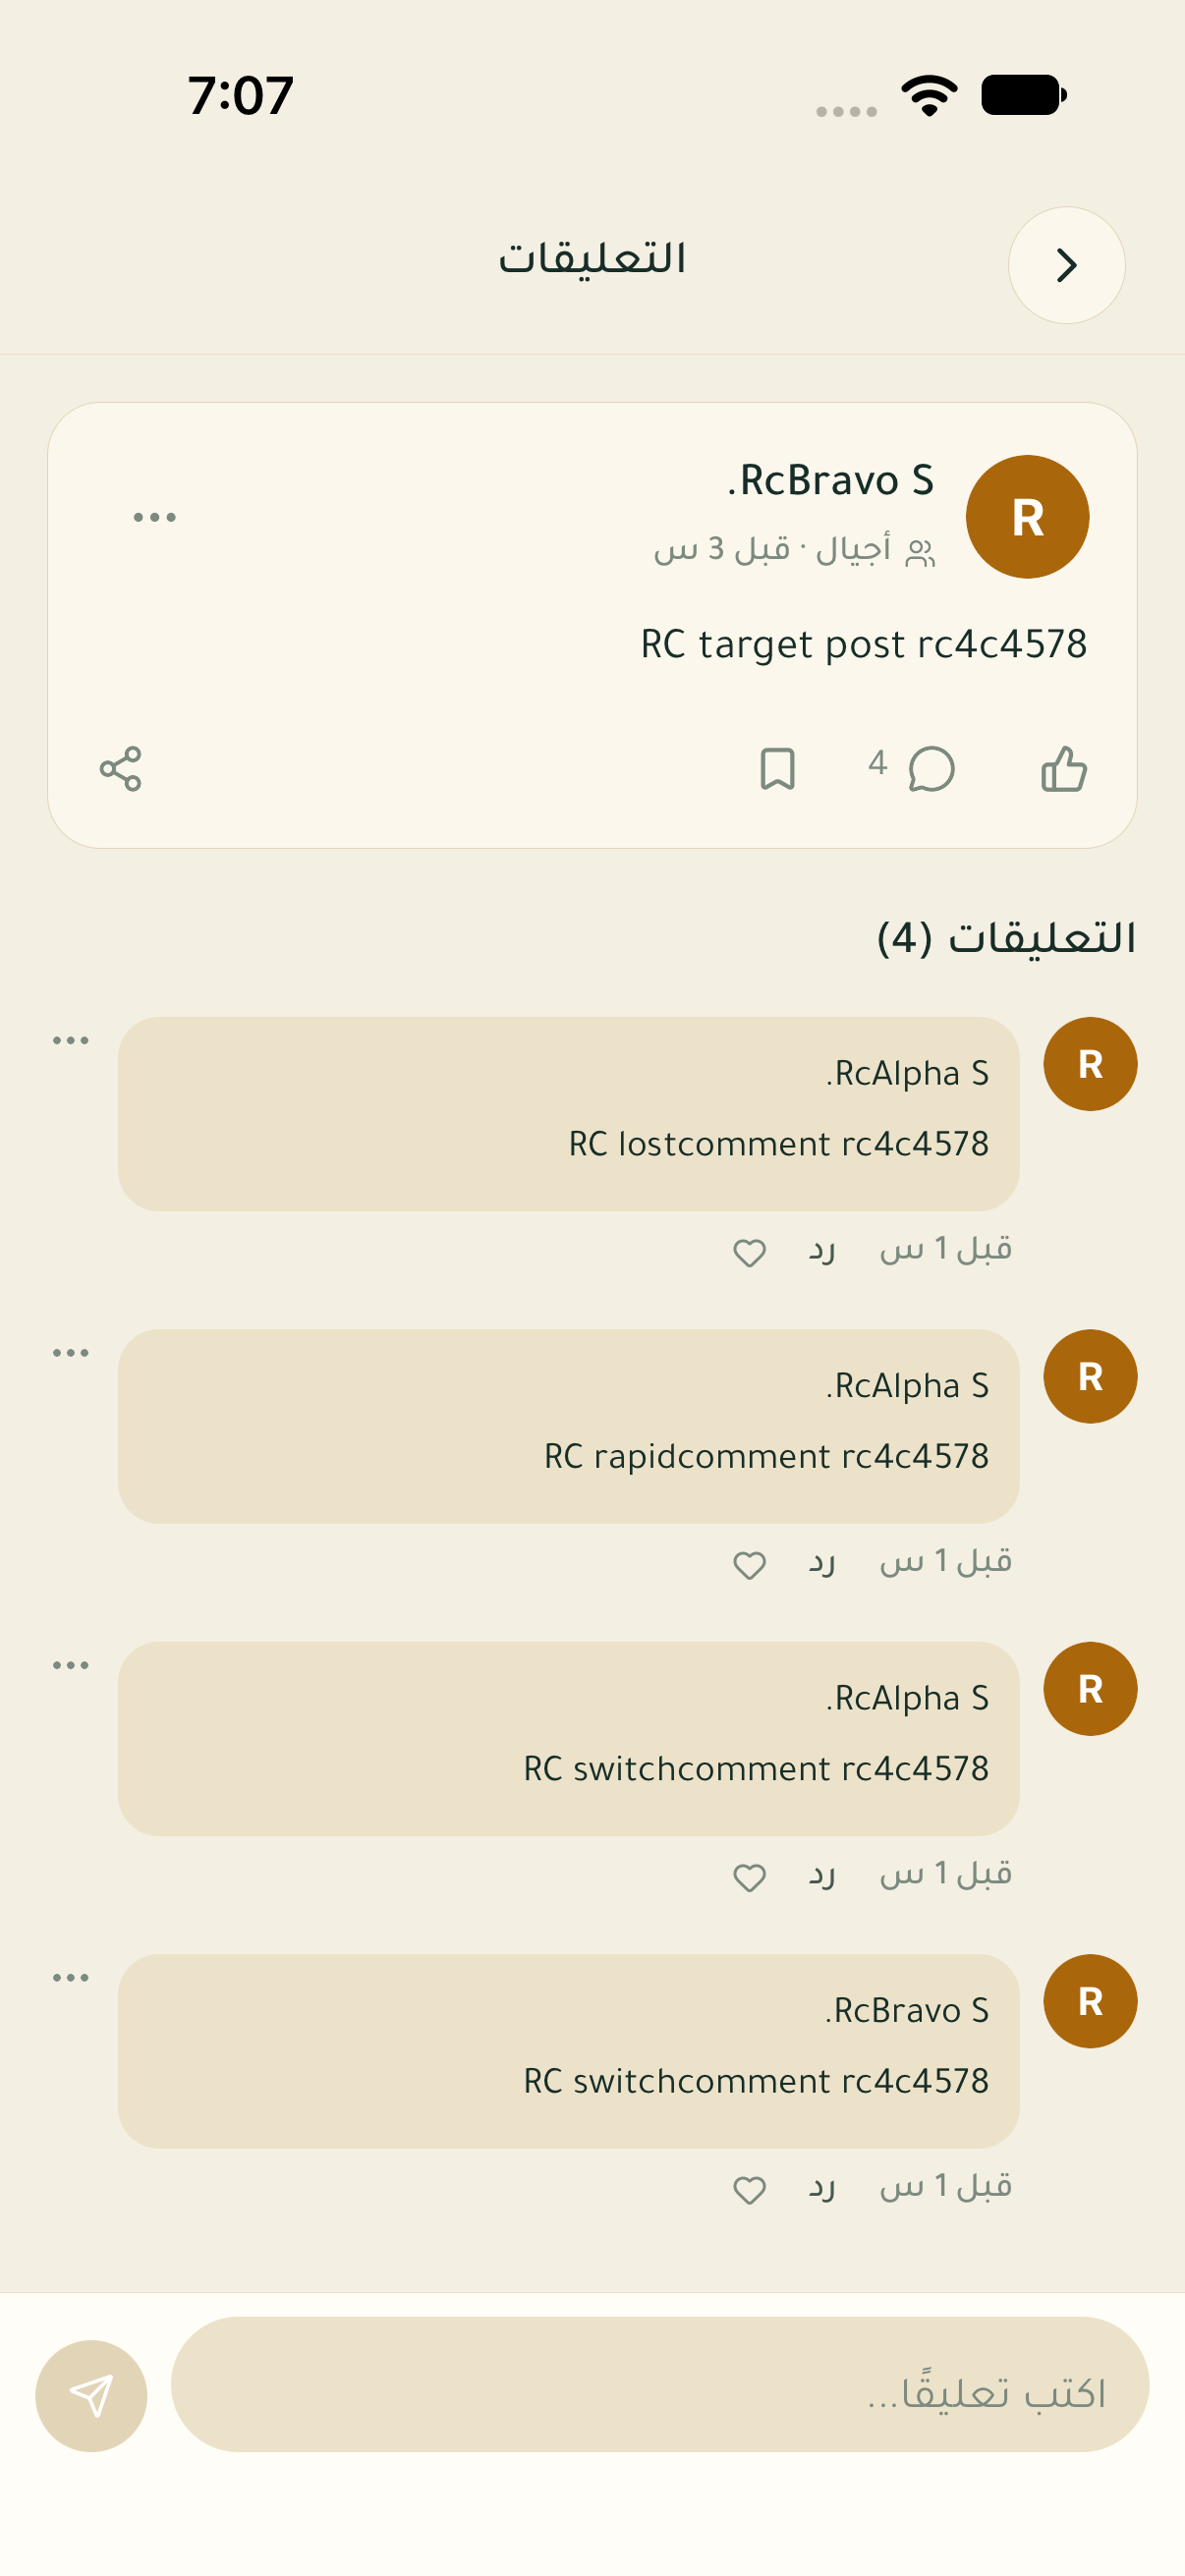 7:07
التعليقات
R
RcBravo S.
أجيال · قبل 3 س
RC target post rc4c4578
4
التعليقات (4)
R
RcAlpha S.
RC lostcomment rc4c4578
قبل 1 س رد
R
RcAlpha S.
RC rapidcomment rc4c4578
قبل 1 س رد
R
RcAlpha S.
RC switchcomment rc4c4578
قبل 1 س رد
R
RcBravo S.
RC switchcomment rc4c4578
قبل 1 س رد
اكتب تعليقًا...